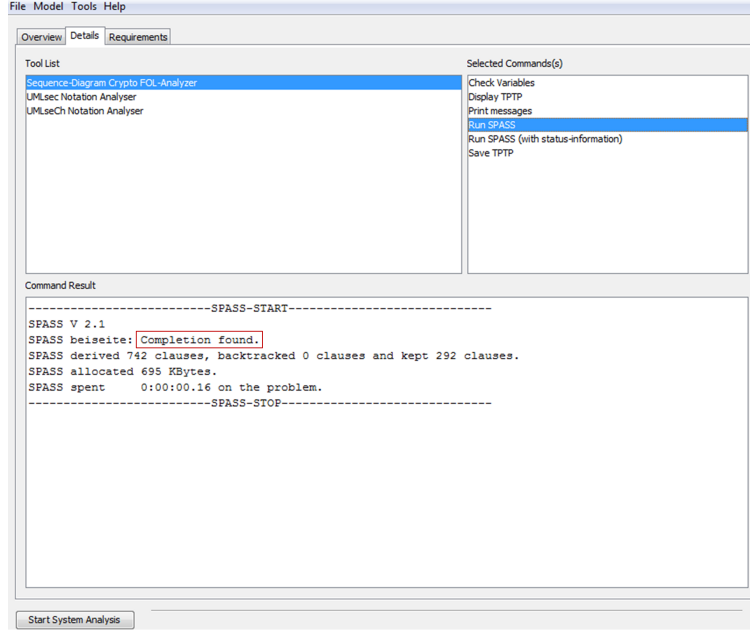 File Model Tools Help
Overview Details Requirements
Tool List
Sequence-Diagram Crypto FOL-Analyzer
UMLsec Notation Analyser
UMLseCh Notation Analyser
Selected Commands(s)
Check Variables
Display TPTP
Print messages
Run SPASS
Run SPASS (with status-information)
Save TPTP
Command Result
--------------------------SPASS-START-----------------------------
SPASS V 2.1
SPASS beiseite: Completion found.
SPASS derived 742 clauses, backtracked 0 clauses and kept 292 clauses.
SPASS allocated 695 KBytes.
SPASS spent     0:00:00.16 on the problem.
--------------------------SPASS-STOP------------------------------
Start System Analysis